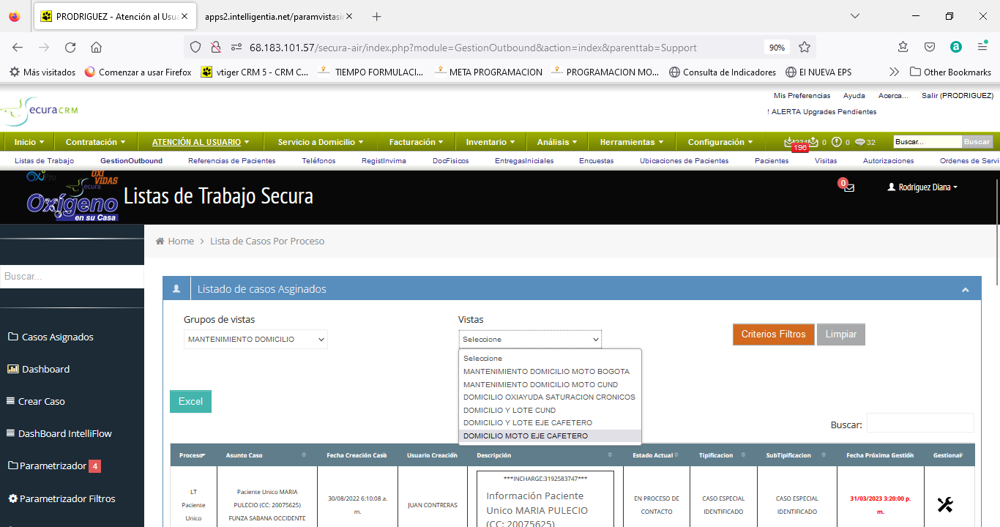 PRODRIGUEZ - Atención al Usua
apps2.intelligentia.net/paramvistasi
68.183.101.57/secura-air/index.php?module=GestionOutbound&action=index&parenttab=Support
90%
Más visitados
Comenzar a usar Firefox
vtiger CRM 5 - CRM C...
TIEMPO FORMULACI...
META PROGRAMACION
PROGRAMACION MO...
Consulta de Indicadores
EI NUEVA EPS
Other Bookmarks
ecura CRM
Mis Preferencias Ayuda Acerca... Salir (PRODRIGUEZ)
! ALERTA Upgrades Pendientes
Inicio Contratación ATENCIÓN AL USUARIO Servicio a Domicilio Facturación Inventario Análisis Herramientas Configuración
196 0 0 32 Buscar... Buscar
Listas de Trabajo GestionOutbound Referencias de Pacientes Teléfonos RegistInvima DocFisicos EntregasIniciales Encuestas Ubicaciones de Pacientes Pacientes Visitas Autorizaciones Ordenes de Servi
OXI VIDAS
ecura
Oxígeno
en su Casa
Listas de Trabajo Secura
0
Rodriguez Diana
Home > Lista de Casos Por Proceso
Buscar...
Casos Asignados
Dashboard
Crear Caso
DashBoard IntelliFlow
Parametrizador 4
Parametrizador Filtros
Listado de casos Asginados
Grupos de vistas
MANTENIMIENTO DOMICILIO
Vistas
Seleccione
Seleccione
MANTENIMIENTO DOMICILIO MOTO BOGOTA
MANTENIMIENTO DOMICILIO MOTO CUND
DOMICILIO OXIAYUDA SATURACION CRONICOS
DOMICILIO Y LOTE CUND
DOMICILIO Y LOTE EJE CAFETERO
DOMICILIO MOTO EJE CAFETERO
Criterios Filtros Limpiar
Excel
Buscar:
Proceso Asunto Caso Fecha Creación Caso Usuario Creación Descripción Estado Actual Tipificacion SubTipificacion Fecha Próxima Gestión Gestionar
LT
Paciente
Unico
Paciente Unico MARIA
PULECIO (CC: 20075625)
FUNZA SABANA OCCIDENTE
30/08/2022 6:10:08 a.
m.
JUAN CONTRERAS
***INCHARGE:3192583747***
Información Paciente
Unico MARIA PULECIO
(CC: 20075625)
EN PROCESO DE
CONTACTO
CASO ESPECIAL
IDENTIFICADO
CASO ESPECIAL
IDENTIFICADO
31/03/2023 3:20:00 p.
m.